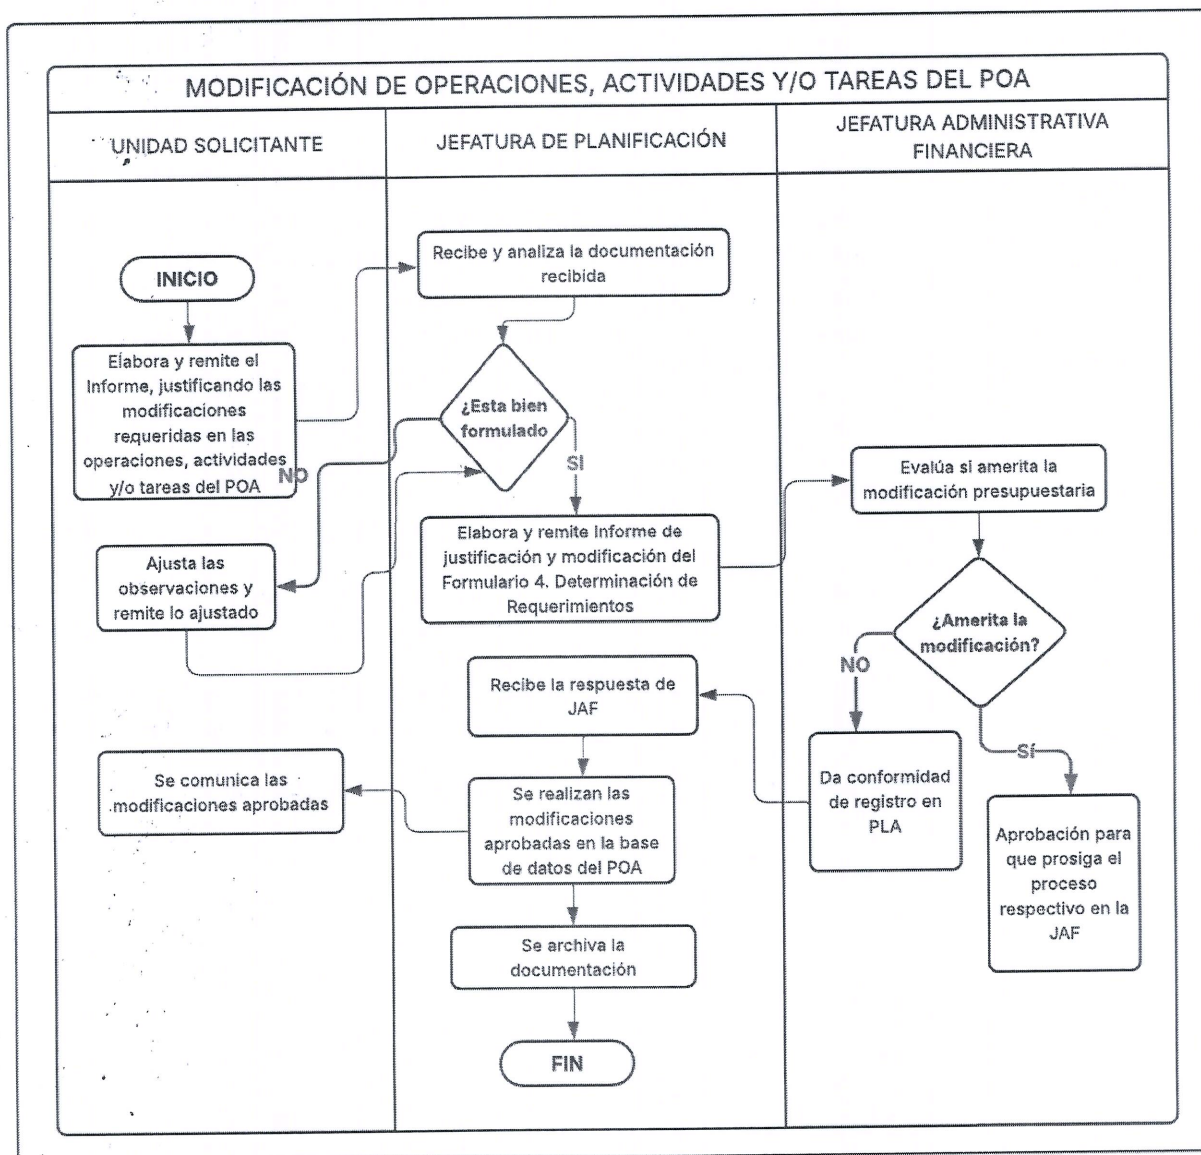 MODIFICACIÓN DE OPERACIONES, ACTIVIDADES Y/O TAREAS DEL POA
UNIDAD SOLICITANTE
JEFATURA DE PLANIFICACIÓN
JEFATURA ADMINISTRATIVA
FINANCIERA
INICIO
Elabora y remite el
Informe, justificando las
modificaciones
requeridas en las
operaciones, actividades
y/o tareas del POA
Recibe y analiza la documentación
recibida
¿Esta bien
formulado
NO
SI
Ajusta las
observaciones y
remite lo ajustado
Elabora y remite Informe de
justificación y modificación del
Formulario 4. Determinación de
Requerimientos
Evalúa si amerita la
modificación presupuestaria
¿Amerita la
modificación?
NO
Sí
Da conformidad
de registro en
PLA
Aprobación para
que prosiga el
proceso
respectivo en la
JAF
Recibe la respuesta de
JAF
Se realizan las
modificaciones
aprobadas en la base
de datos del POA
Se comunica las
modificaciones aprobadas
Se archiva la
documentación
FIN